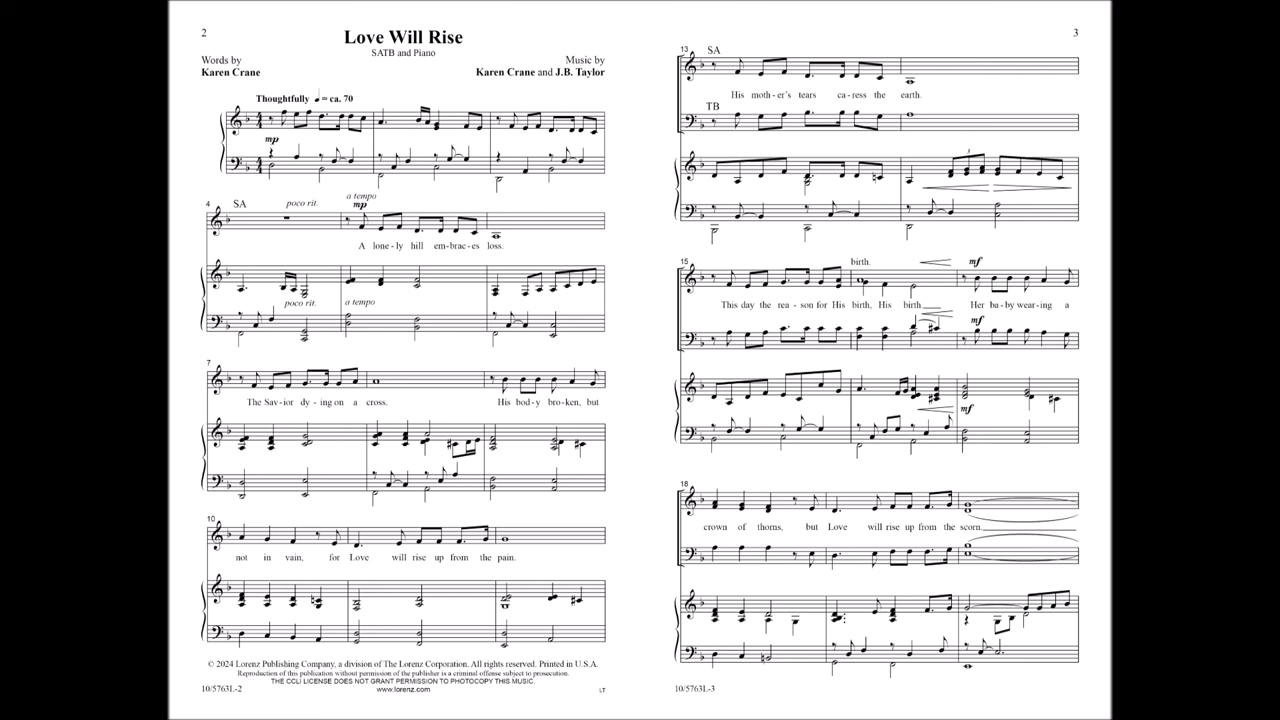 2
Love Will Rise
SATB and Piano
Words by
Karen Crane
Music by
Karen Crane and J.B. Taylor
Thoughtfully ♩ = ca. 70
mp
4
SA
poco rit.
a tempo
mp
A lone - ly hill em - brac - es loss.
poco rit.
a tempo
7
The Sav - ior dy - ing on a cross. His bod - y bro - ken, but
10
not in vain, for Love will rise up from the pain.
© 2024 Lorenz Publishing Company, a division of The Lorenz Corporation. All rights reserved. Printed in U.S.A.
Reproduction of this publication without permission of the publisher is a criminal offense subject to prosecution.
THE CCLI LICENSE DOES NOT GRANT PERMISSION TO PHOTOCOPY THIS MUSIC.
www.lorenz.com
10/5763L-2
LT
3
13
SA
His moth - er's tears ca - ress the earth.
TB
3
15
birth.
mf
This day the rea - son for His birth, His birth. Her ba - by wear - ing a
mf
mf
18
crown of thorns, but Love will rise up from the scorn.
10/5763L-3